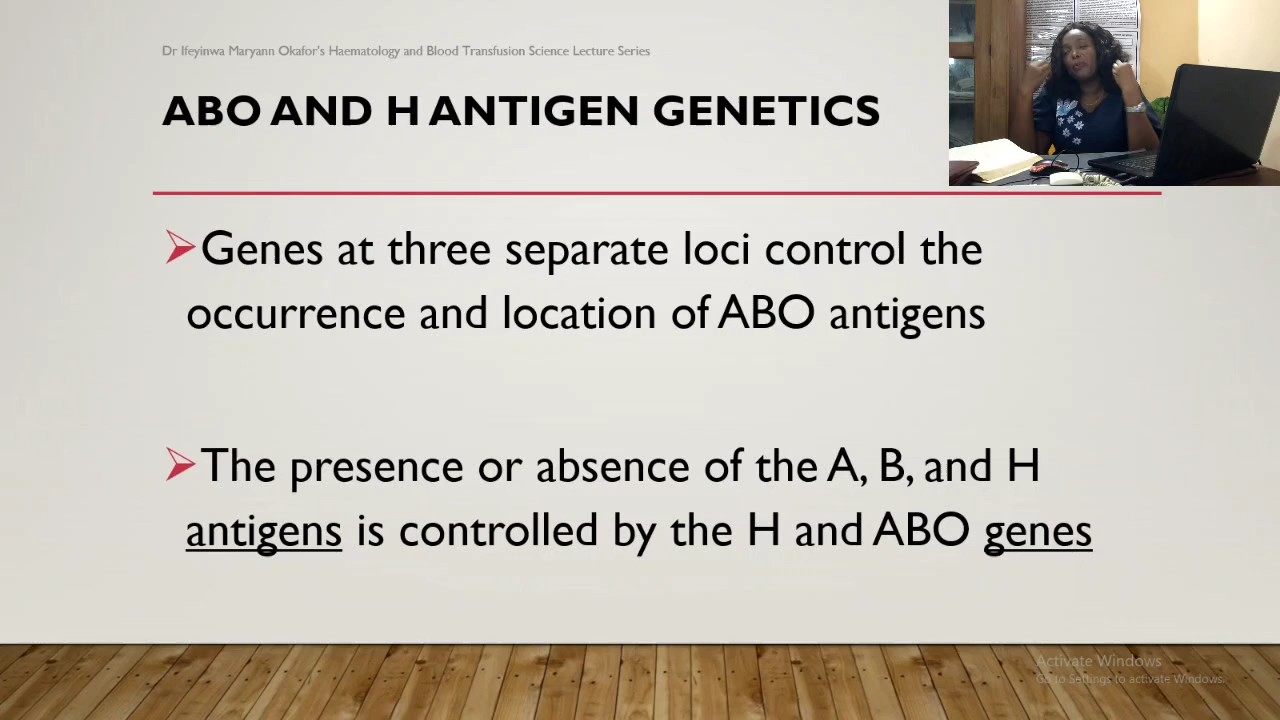 Dr Ifeyinwa Maryann Okafor's Haematology and Blood Transfusion Science Lecture Series
ABO AND H ANTIGEN GENETICS
Genes at three separate loci control the
occurrence and location of ABO antigens
The presence or absence of the A, B, and H
antigens is controlled by the H and ABO genes
Activate Windows
Go to Settings to activate Windows.